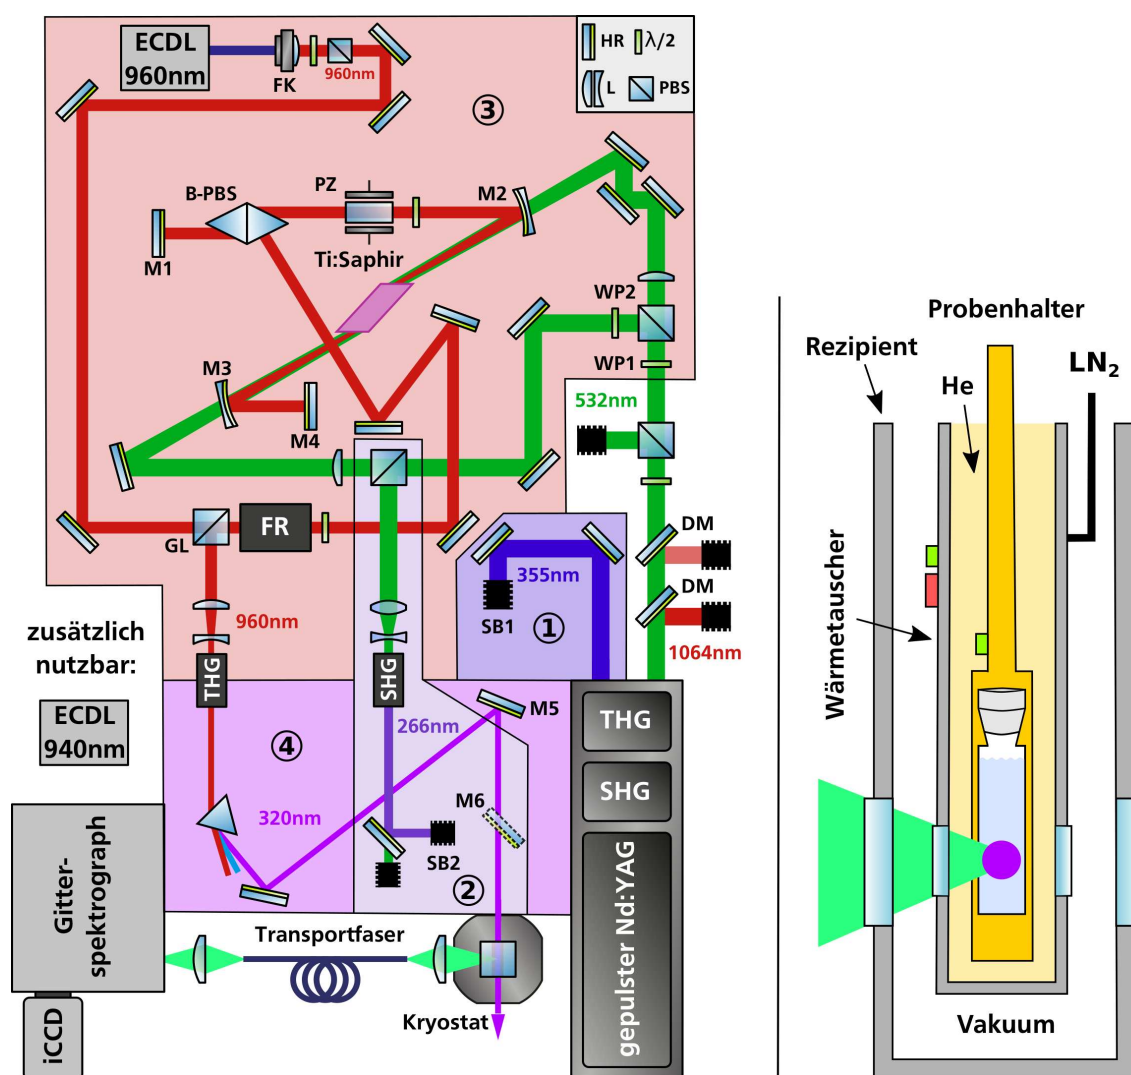 ECDL
960nm
FK
960nm
HR
λ/2
L
PBS
③
B-PBS
PZ
M2
M1
Ti:Saphir
WP2
WP1
M3
M4
532nm
GL
FR
DM
355nm
SB1
①
DM
1064nm
960nm
zusätzlich
nutzbar:
ECDL
940nm
THG
SHG
266nm
M5
④
320nm
M6
SB2
②
THG
SHG
gepulster Nd:YAG
Gitter-
spektrograph
Transportfaser
Kryostat
iCCD
Probenhalter
Rezipient
He
LN₂
Wärmetauscher
Vakuum